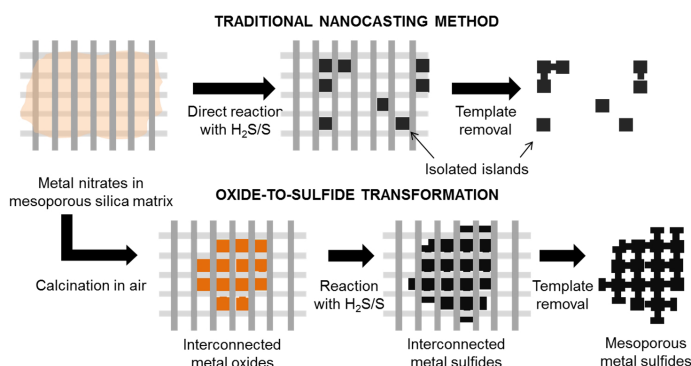 TRADITIONAL NANOCASTING METHOD
Direct reaction
with H₂S/S
Template
removal
Isolated islands
Metal nitrates in
mesoporous silica matrix
OXIDE-TO-SULFIDE TRANSFORMATION
Calcination in air
Reaction
with H₂S/S
Template
removal
Interconnected
metal oxides
Interconnected
metal sulfides
Mesoporous
metal sulfides